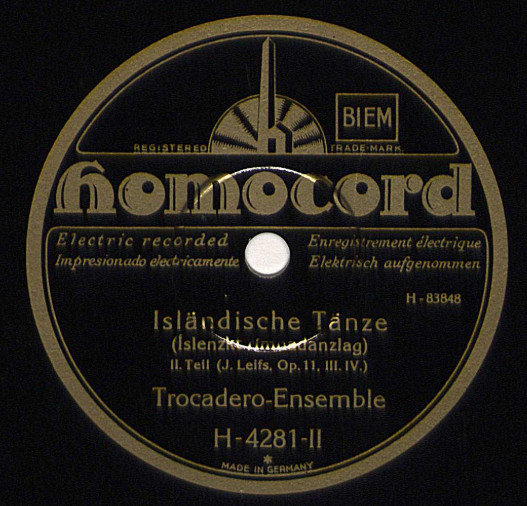 BIEM
REGISTERED TRADE-MARK
homocord
Electric recorded Enregistrement électrique
Impresionado electricamente Elektrisch aufgenommen
H-83848
Isländische Tänze
II. Teil (J. Leifs, Op. 11, III. IV.)
Trocadero-Ensemble
H-4281-II
MADE IN GERMANY